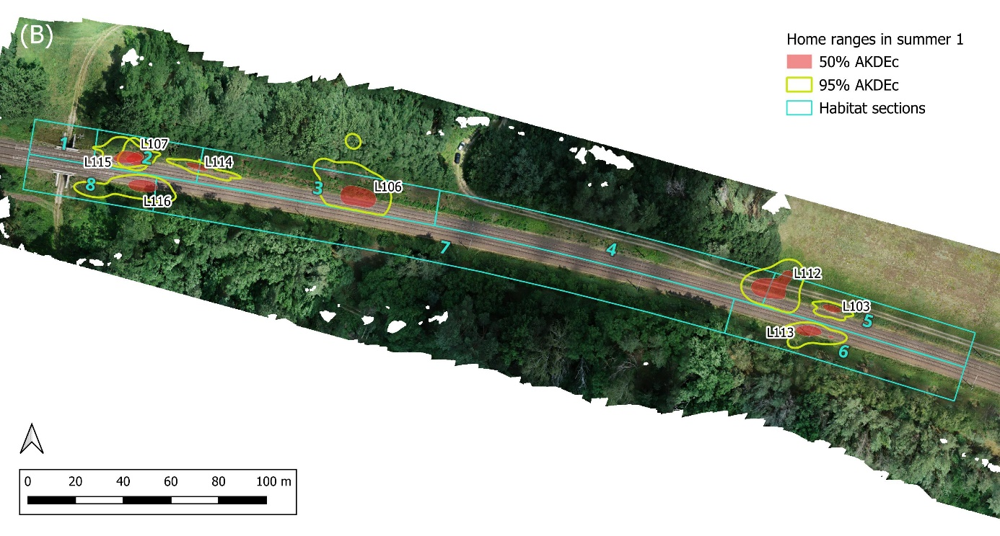 (B)
Home ranges in summer 1
50% AKDEc
95% AKDEc
Habitat sections
1
L107
L115
2
L114
8
L116
3
L106
7
4
L112
L103
5
L113
6
0 20 40 60 80 100 m